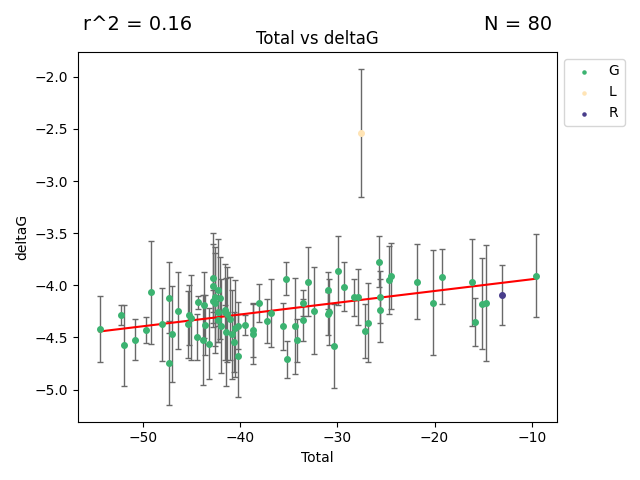 r^2 = 0.16
N = 80
Total vs deltaG
G
L
R
−2.0
−2.5
−3.0
−3.5
−4.0
−4.5
−5.0
deltaG
−50
−40
−30
−20
−10
Total